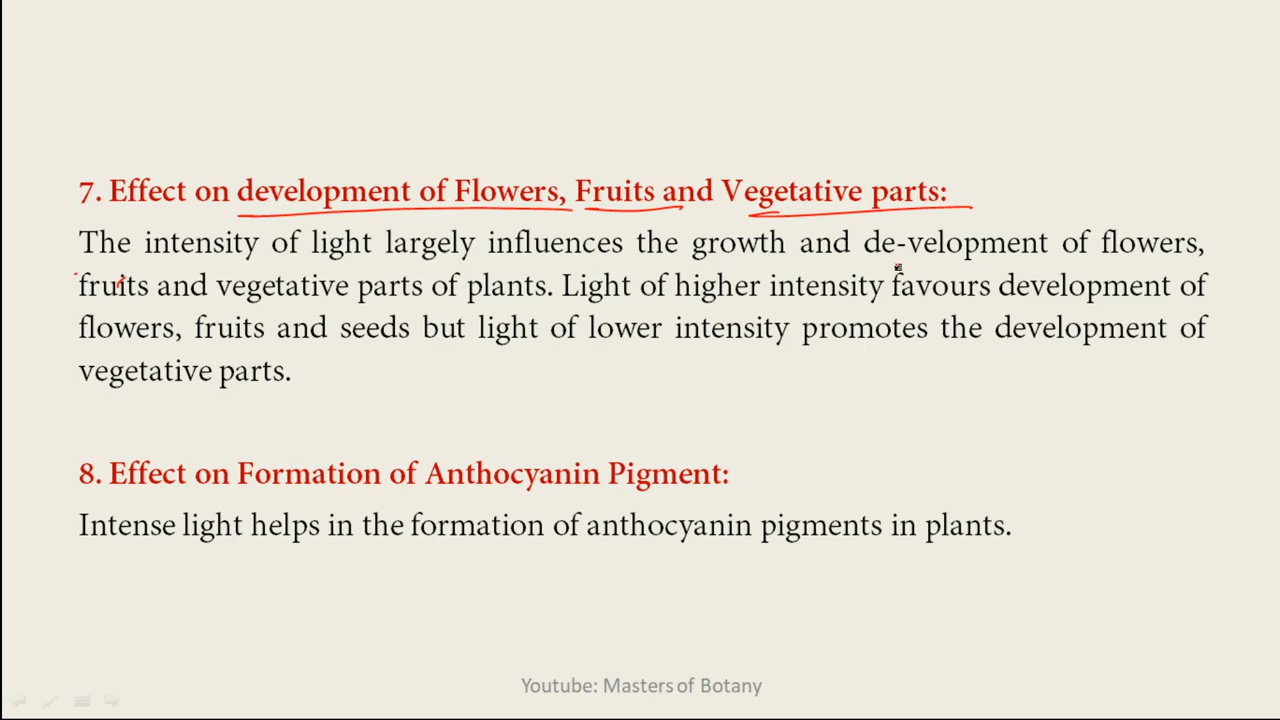 7. Effect on development of Flowers, Fruits and Vegetative parts:
The intensity of light largely influences the growth and de-velopment of flowers,
fruits and vegetative parts of plants. Light of higher intensity favours development of
flowers, fruits and seeds but light of lower intensity promotes the development of
vegetative parts.
8. Effect on Formation of Anthocyanin Pigment:
Intense light helps in the formation of anthocyanin pigments in plants.
Youtube: Masters of Botany